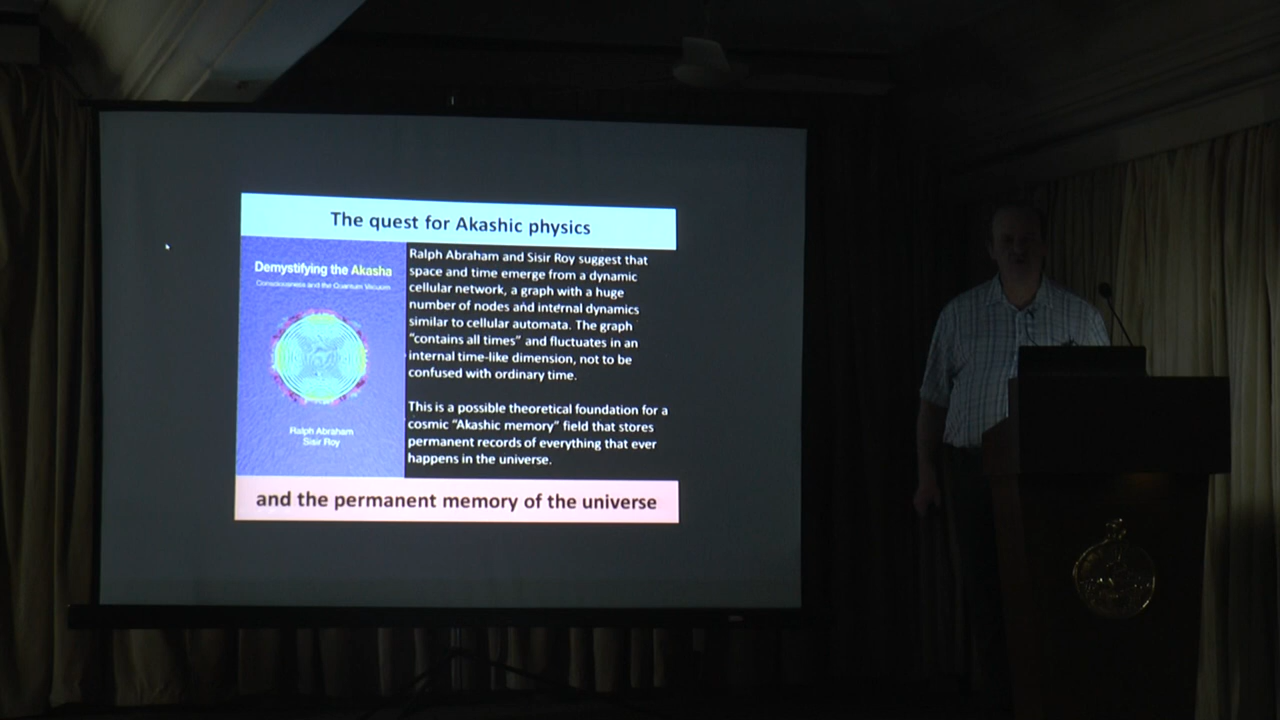 The quest for Akashic physics
Demystifying the Akasha
Consciousness and the Quantum Vacuum
Ralph Abraham
Sisir Roy
Ralph Abraham and Sisir Roy suggest that
space and time emerge from a dynamic
cellular network, a graph with a huge
number of nodes and internal dynamics
similar to cellular automata. The graph
“contains all times” and fluctuates in an
internal time-like dimension, not to be
confused with ordinary time.
This is a possible theoretical foundation for a
cosmic “Akashic memory” field that stores
permanent records of everything that ever
happens in the universe.
and the permanent memory of the universe